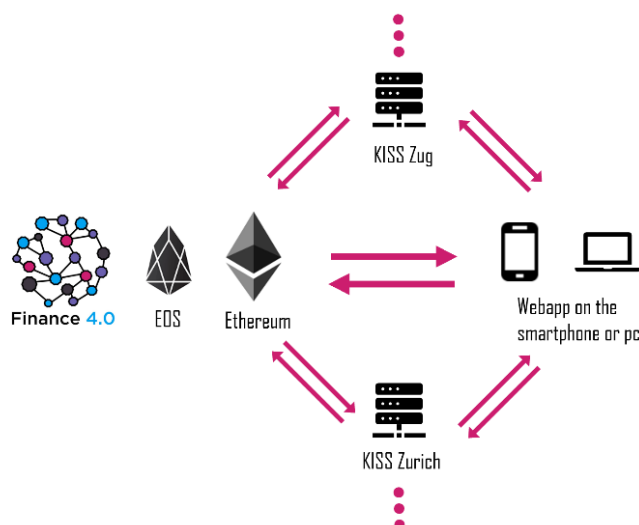 KISS Zug
Finance 4.0
EOS
Ethereum
Webapp on the
smartphone or pc
KISS Zurich